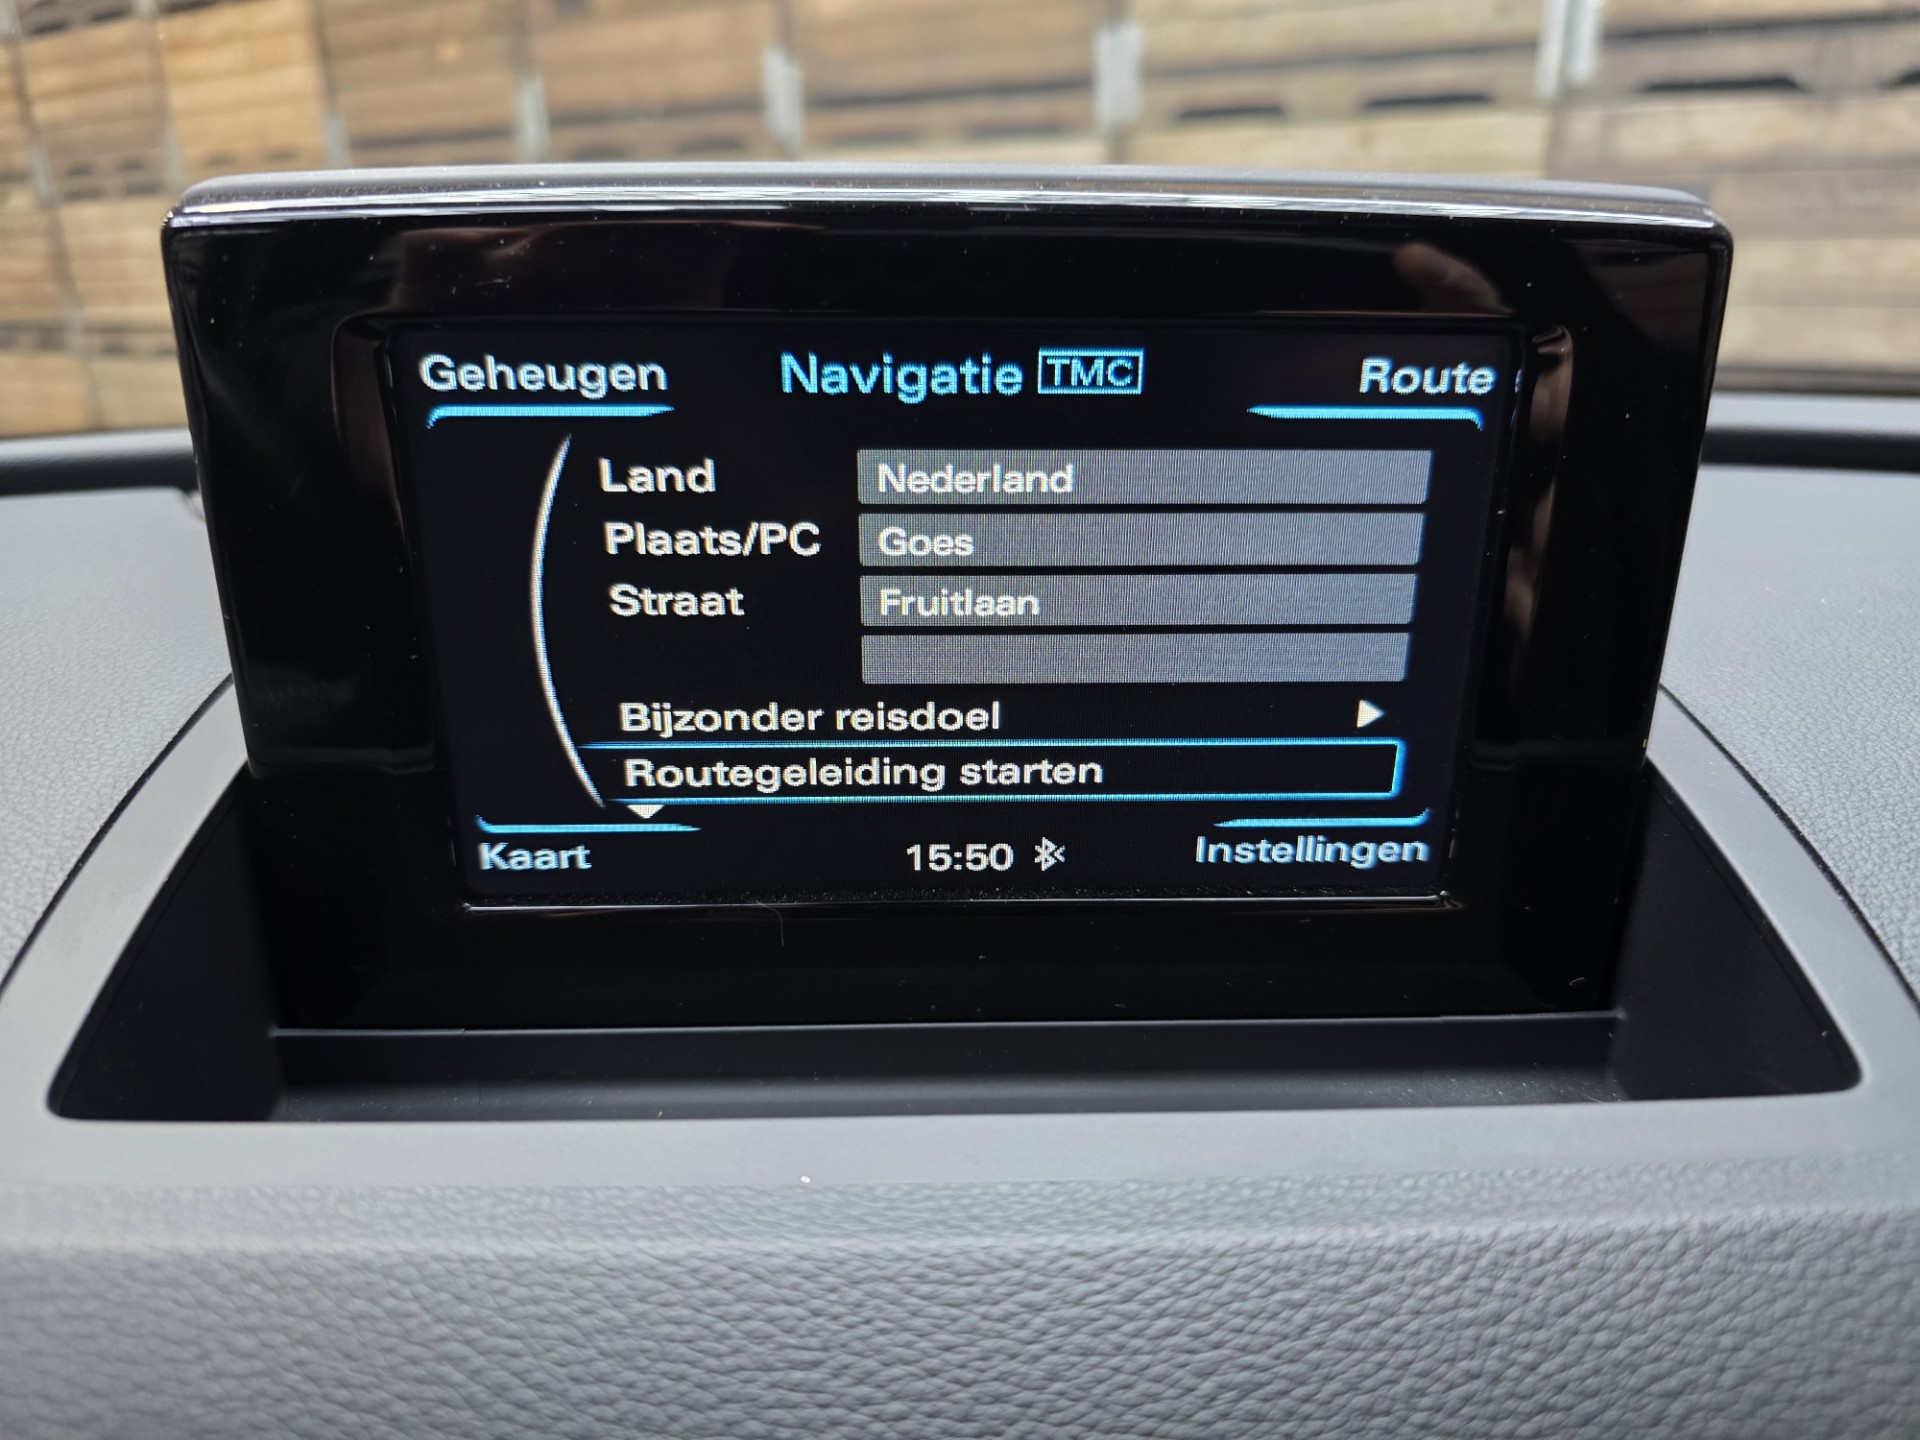 Geheugen Navigatie TMC Route
Land Nederland
Plaats/PC Goes
Straat Fruitlaan
Bijzonder reisdoel
Routegeleiding starten
Kaart 15:50 Instellingen